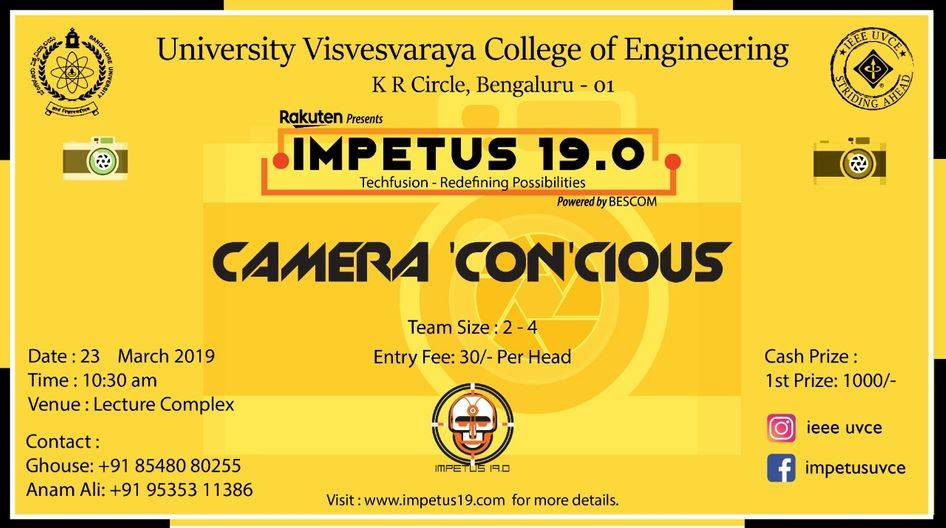 University Visvesvaraya College of Engineering
K R Circle, Bengaluru - 01
BANGALORE UNIVERSITY
IEEE UVCE
STRIDING AHEAD
Rakuten Presents
IMPETUS 19.0
Techfusion - Redefining Possibilities
Powered by BESCOM
CAMERA 'CON'CIOUS
Team Size : 2 - 4
Entry Fee: 30/- Per Head
Date : 23 March 2019
Time : 10:30 am
Venue : Lecture Complex
Contact :
Ghouse: +91 85480 80255
Anam Ali: +91 95353 11386
IMPETUS 19.0
Visit : www.impetus19.com for more details.
Cash Prize :
1st Prize: 1000/-
ieee uvce
impetusuvce